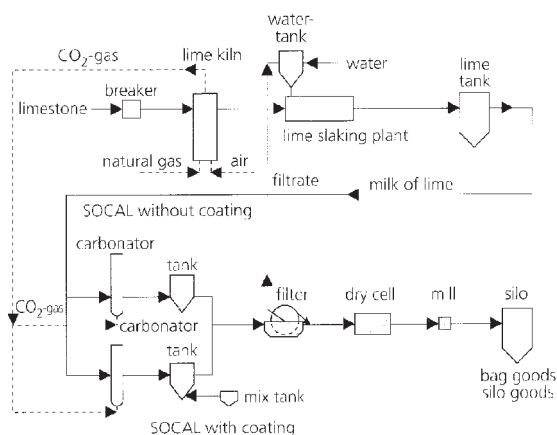 water-
tank
CO₂-gas
lime kiln
water
lime
tank
breaker
limestone
lime slaking plant
natural gas
air
filtrate
milk of lime
SOCAL without coating
carbonator
tank
CO₂-gas
carbonator
filter
dry cell
mill
silo
tank
mix tank
bag goods
silo goods
SOCAL with coating